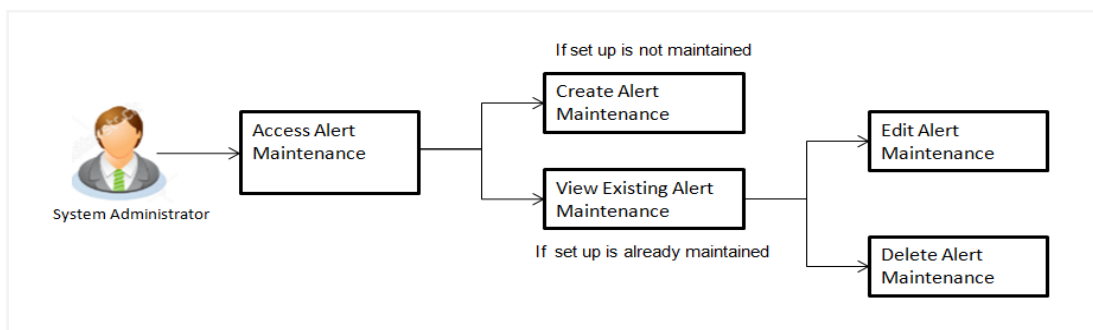 If set up is not maintained
Create Alert
Maintenance
Access Alert
Maintenance
Edit Alert
Maintenance
View Existing Alert
Maintenance
System Administrator
If set up is already maintained
Delete Alert
Maintenance